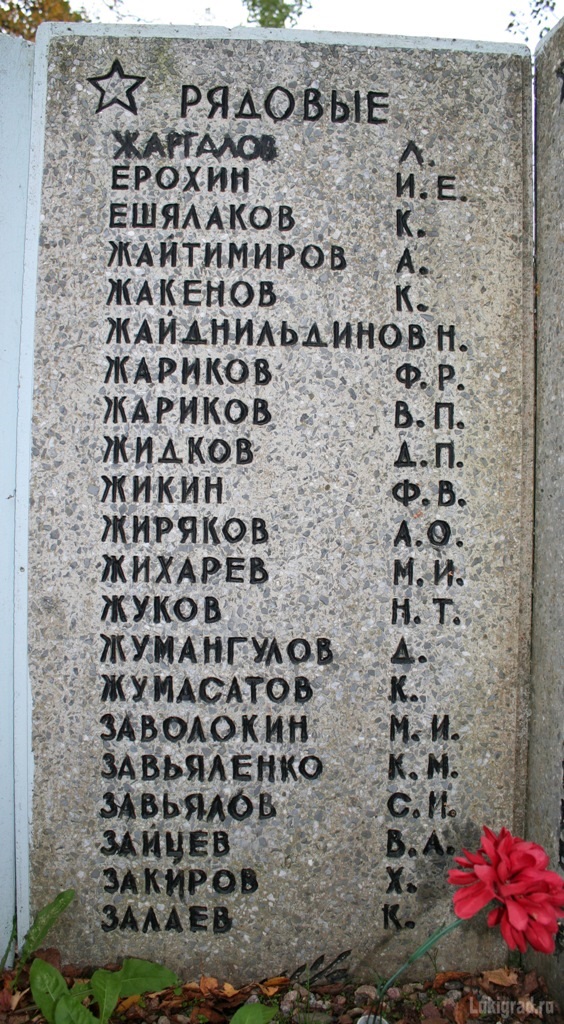 РЯДОВЫЕ
ЖАРГАЛОВ Л.
ЕРОХИН И. Е.
ЕШЯЛАКОВ К.
ЖАЙТИМИРОВ А.
ЖАКЕНОВ К.
ЖАЙДНИЛЬДИНОВ Н.
ЖАРИКОВ Ф. Р.
ЖАРИКОВ В. П.
ЖИДКОВ Д. П.
ЖИКИН Ф. В.
ЖИРЯКОВ А. О.
ЖИХАРЕВ М. И.
ЖУКОВ Н. Т.
ЖУМАНГУЛОВ Д.
ЖУМАСАТОВ К.
ЗАВОЛОКИН М. И.
ЗАВЬЯЛЕНКО К. М.
ЗАВЬЯЛОВ С. И.
ЗАЙЦЕВ В. А.
ЗАКИРОВ Х.
ЗАЛАЕВ К.
Lukigrad.ru